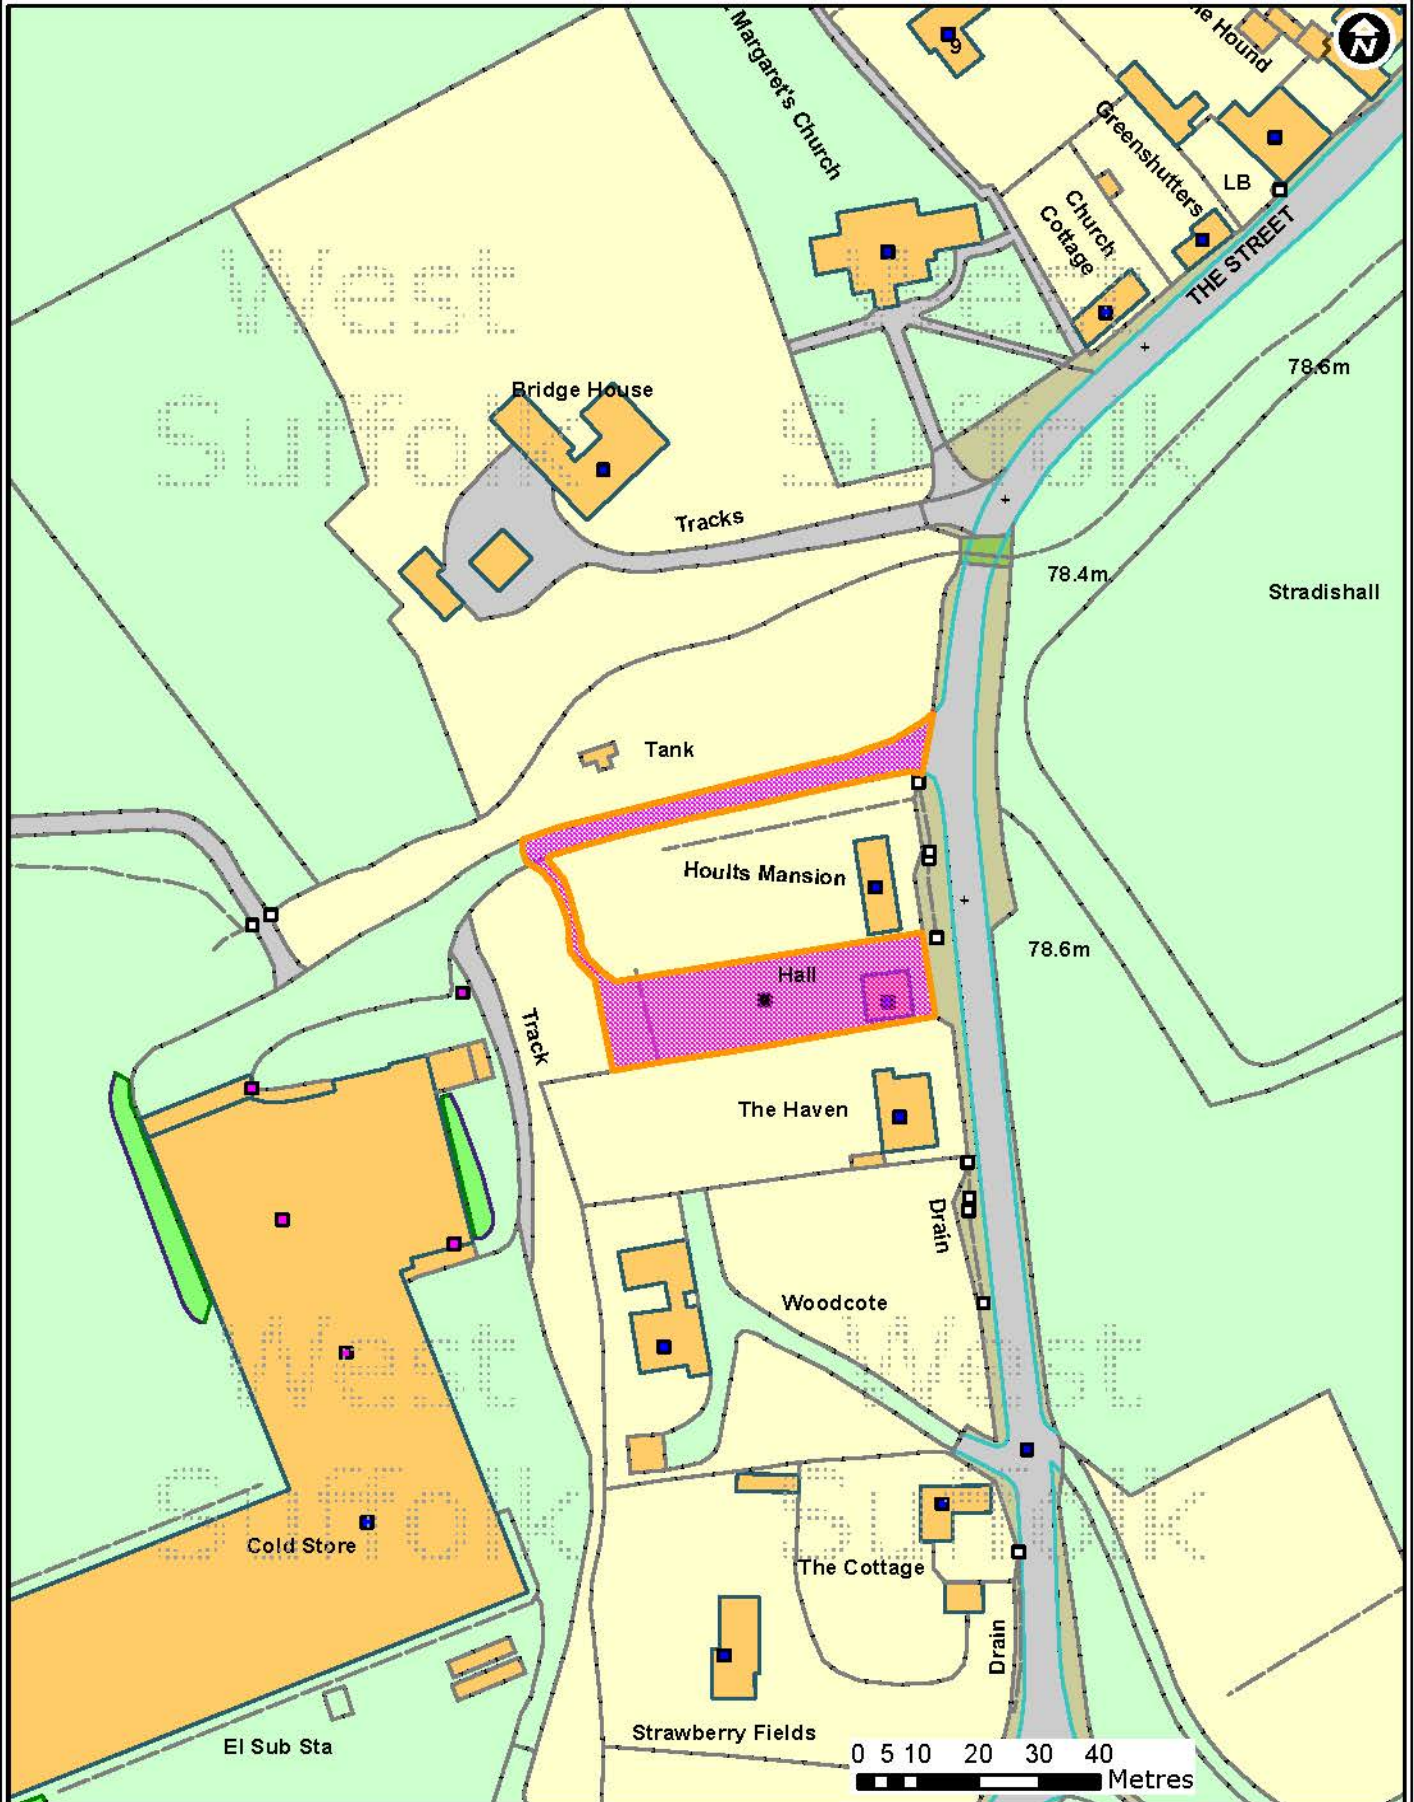 Margaret's Church
9
Hound
Greenshutters
LB
Church
Cottage
THE STREET
N
West
West
Suffolk
Suffolk
78.6m
Bridge House
Tracks
78.4m
Stradishall
Tank
Hoults Mansion
78.6m
Hall
Track
The Haven
Drain
Woodcote
West
West
Suffolk
Suffolk
Cold Store
The Cottage
Drain
Strawberry Fields
El Sub Sta
0 5 10 20 30 40
Metres